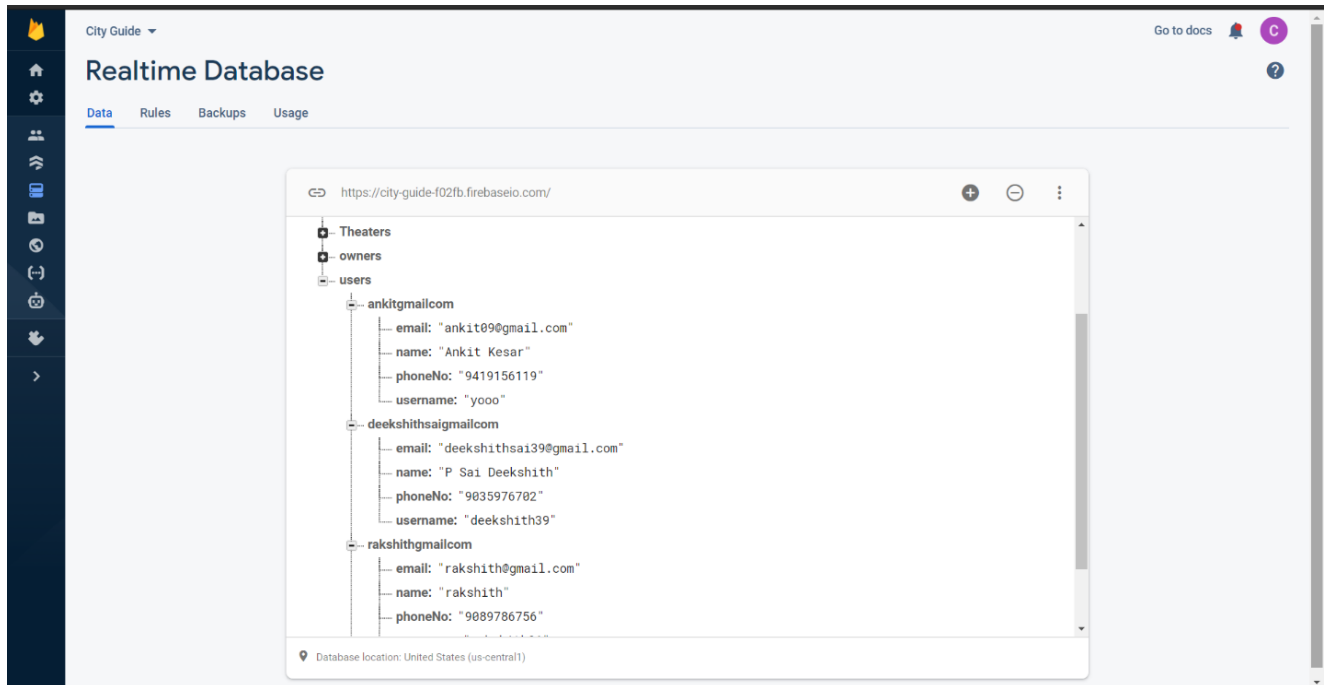 City Guide
Go to docs
C
Realtime Database
?
Data Rules Backups Usage
https://city-guide-f02fb.firebaseio.com/
Theaters
owners
users
ankitgmailcom
email: "ankit09@gmail.com"
name: "Ankit Kesar"
phoneNo: "9419156119"
username: "yooo"
deekshithsaigmailcom
email: "deekshithsai39@gmail.com"
name: "P Sai Deekshith"
phoneNo: "9035976702"
username: "deekshith39"
rakshithgmailcom
email: "rakshith@gmail.com"
name: "rakshith"
phoneNo: "9089786756"
Database location: United States (us-central1)